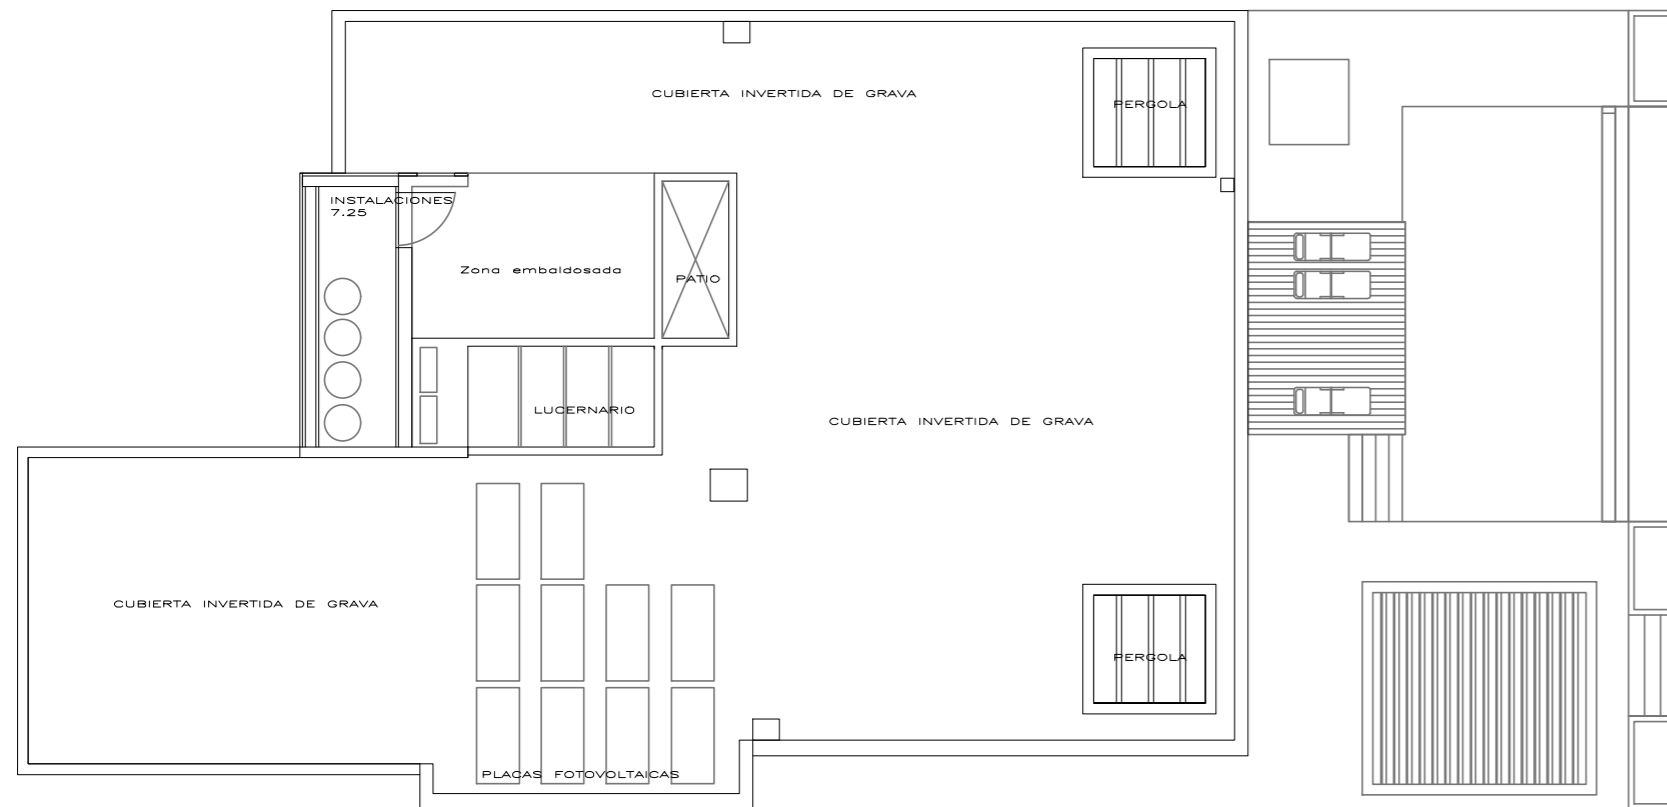 CUBIERTA INVERTIDA DE GRAVA
PERGOLA
INSTALACIONES
7.25
Zona embaldosada
PATIO
LUCERNARIO
CUBIERTA INVERTIDA DE GRAVA
CUBIERTA INVERTIDA DE GRAVA
PERGOLA
PLACAS FOTOVOLTAICAS